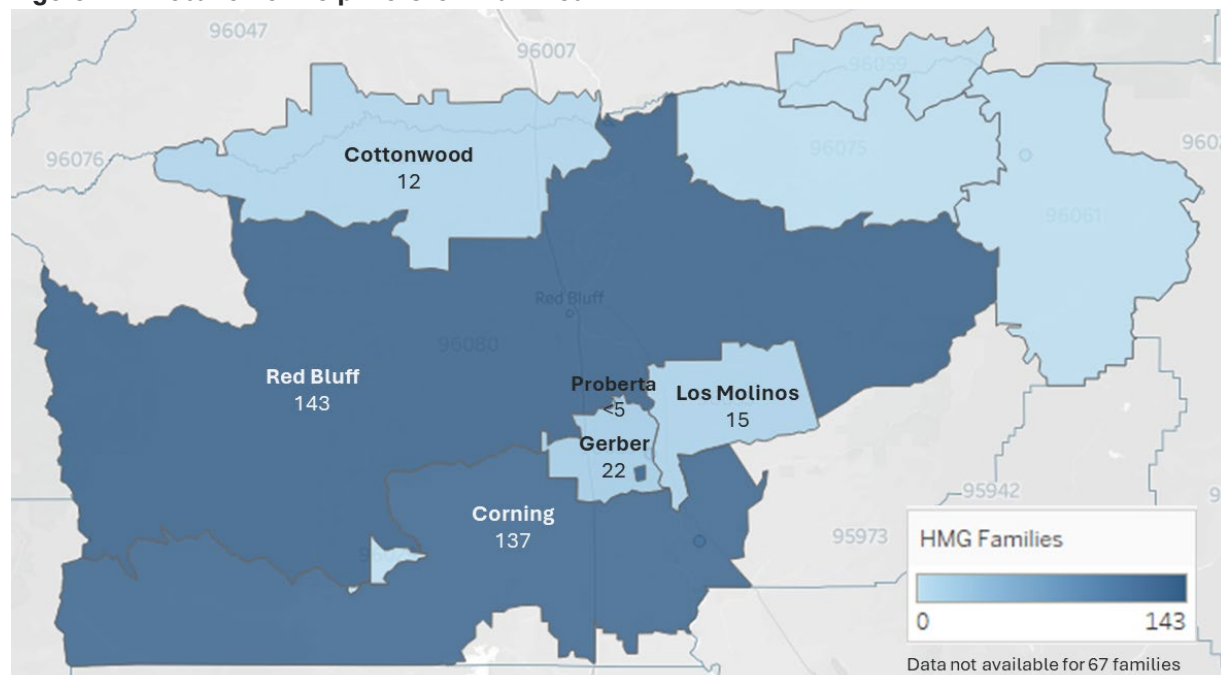 96047
96007
96059
Cottonwood
12
96076
96075
96061
Red Bluff
96080
Red Bluff
143
Proberta
<5
Los Molinos
15
Gerber
22
Corning
137
95942
95973
HMG Families
0
143
Data not available for 67 families